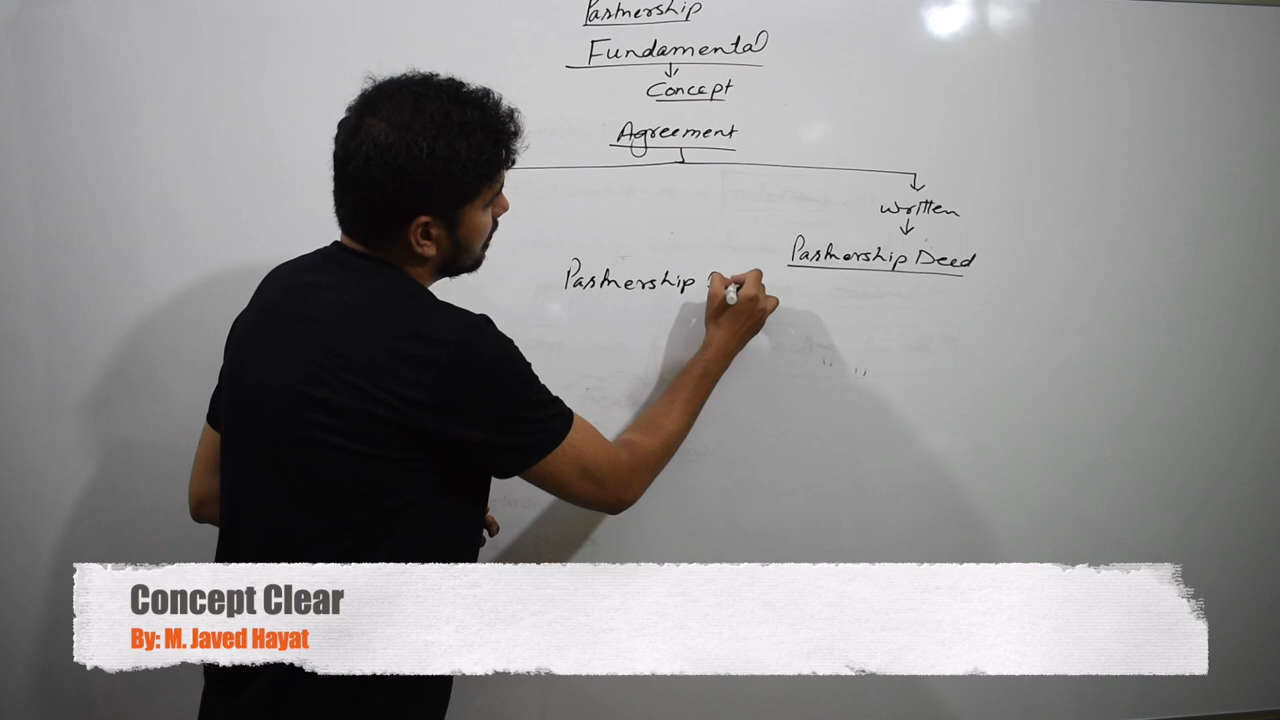 Partnership
Fundamental
Concept
Agreement
Written
Partnership Deed
Partnership
Concept Clear
By: M. Javed Hayat